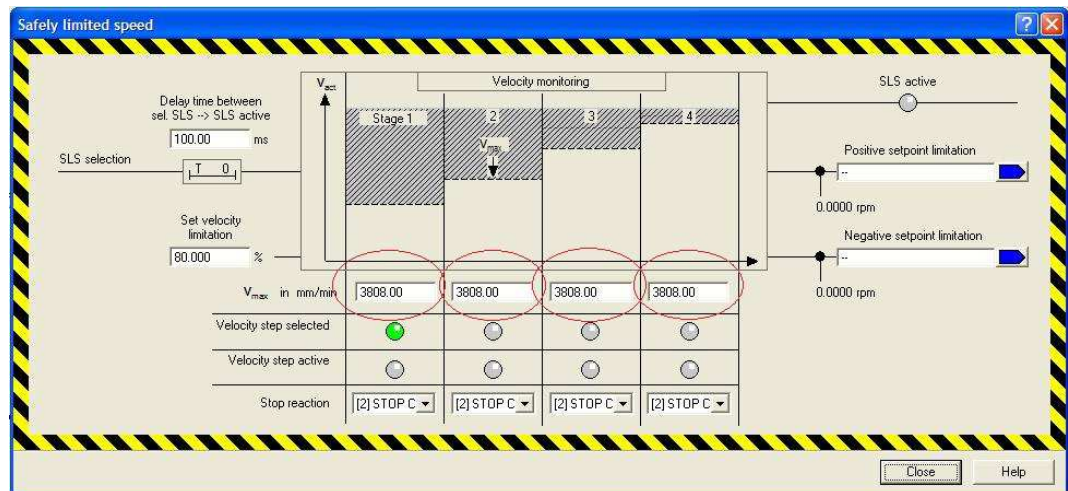 Safely limited speed
Velocity monitoring
Vact
Stage 1
2
3
4
Vmax
Delay time between
sel. SLS --> SLS active
100.00 ms
SLS selection
T 0
Set velocity
limitation
80.000 %
SLS active
Positive setpoint limitation
--
0.0000 rpm
Negative setpoint limitation
--
0.0000 rpm
Vmax in mm/min 3808.00 3808.00 3808.00 3808.00
Velocity step selected
Velocity step active
Stop reaction [2] STOP C [2] STOP C [2] STOP C [2] STOP C
Close Help